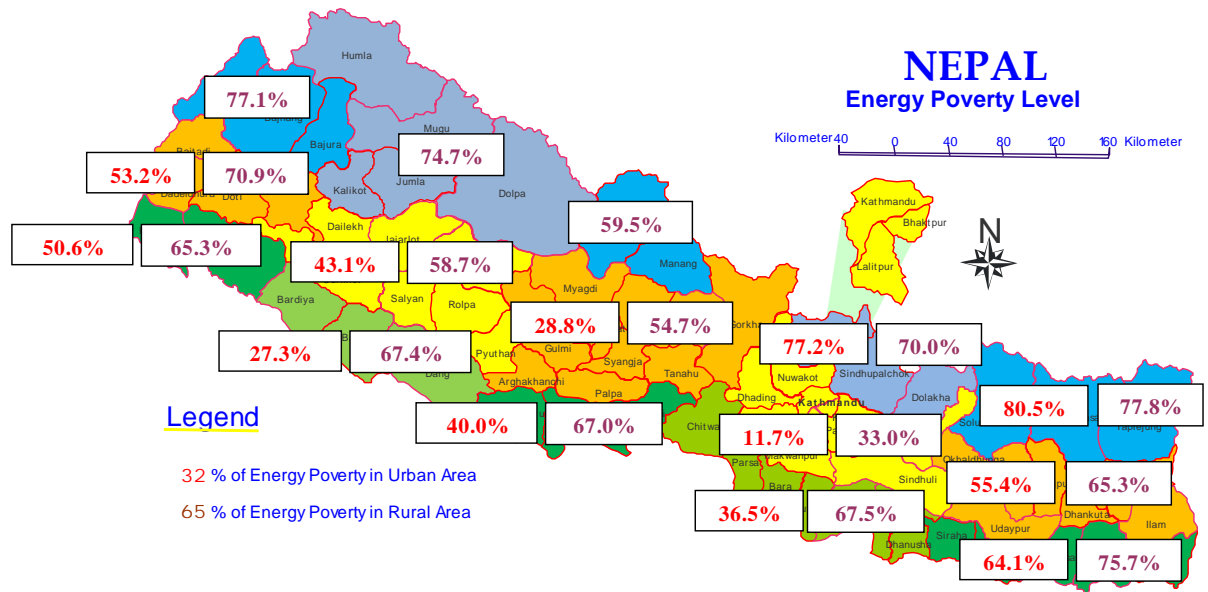 NEPAL
Energy Poverty Level
Kilometer 40 0 40 80 120 160 Kilometer
Humla
77.1%
Bajura
Mugu
74.7%
Jumla
Kalikot
Dolpa
53.2% 70.9%
Doti
Kathmandu
Bhaktpur
Lalitpur
N
59.5%
Manang
50.6% 65.3%
Dailekh
43.1% 58.7%
Bardiya
Salyan
Rolpa
Myagdi
28.8% 54.7%
Gulmi
Syangja
Tanahu
77.2% 70.0%
Nuwakot
Sindhupalchok
27.3% 67.4%
Pyuthan
Arghakhanchi
Palpa
Dhading
Kathmandu
Dolakha
80.5% 77.8%
Legend
40.0% 67.0%
11.7% 33.0%
Parsa
Bara
Sindhuli
55.4% 65.3%
32 % of Energy Poverty in Urban Area
65 % of Energy Poverty in Rural Area
36.5% 67.5%
Dhanusha
Siraha
Udaypur
Dhankuta
Ilam
64.1% 75.7%